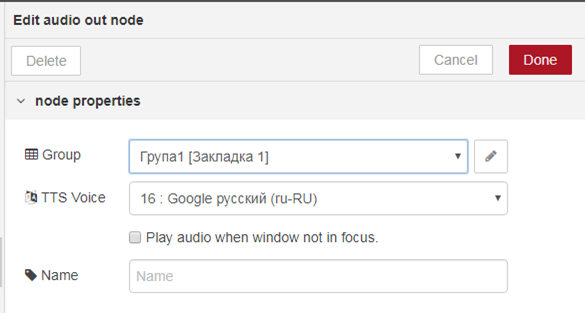 Edit audio out node
Delete Cancel Done
node properties
Group Група1 [Закладка 1]
TTS Voice 16 : Google русский (ru-RU)
Play audio when window not in focus.
Name Name